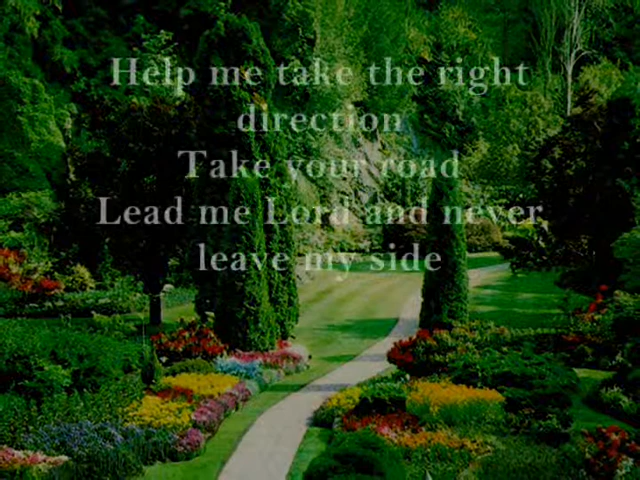 Help me take the right
direction
Take your road
Lead me Lord and never
leave my side